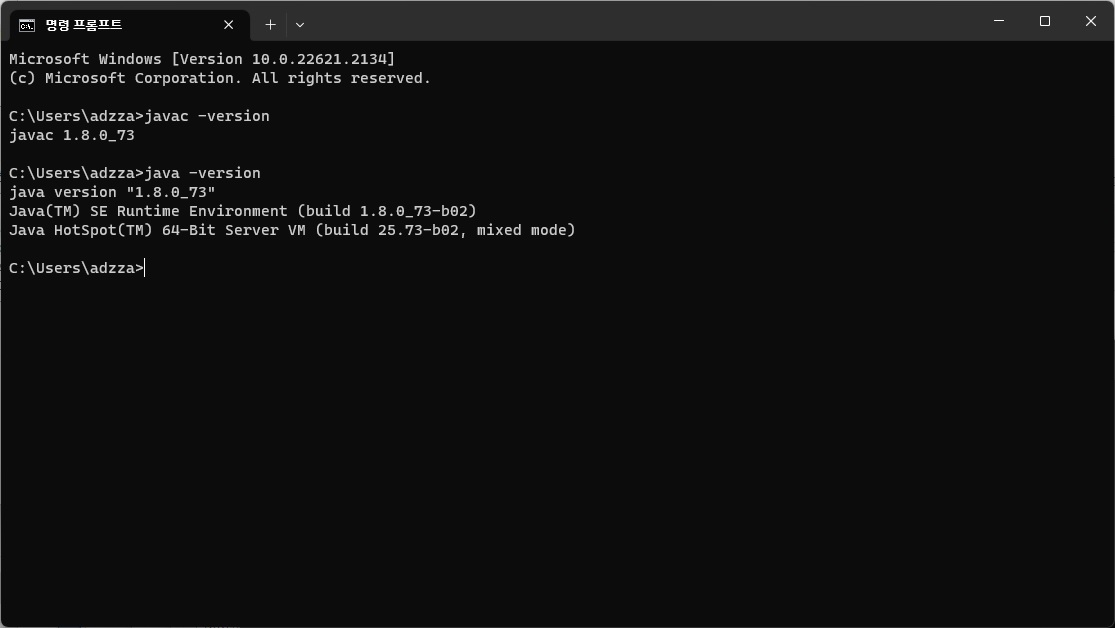 명령 프롬프트
Microsoft Windows [Version 10.0.22621.2134]
(c) Microsoft Corporation. All rights reserved.
C:\Users\adzza>javac -version
javac 1.8.0_73
C:\Users\adzza>java -version
java version "1.8.0_73"
Java(TM) SE Runtime Environment (build 1.8.0_73-b02)
Java HotSpot(TM) 64-Bit Server VM (build 25.73-b02, mixed mode)
C:\Users\adzza>